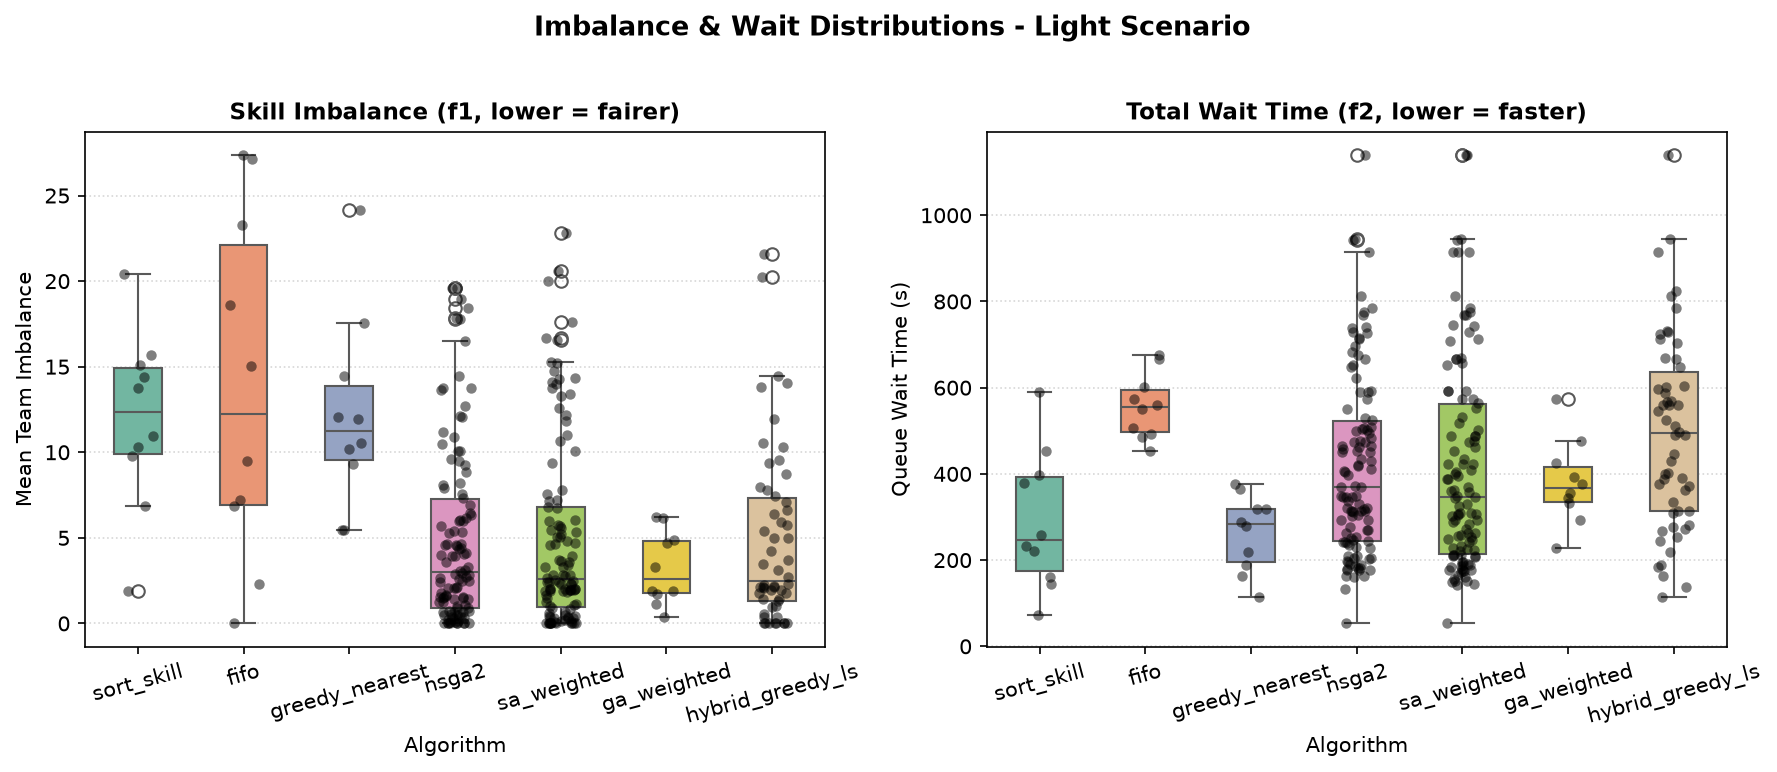 Imbalance & Wait Distributions - Light Scenario
Skill Imbalance (f1, lower = fairer)
Mean Team Imbalance
25
20
15
10
5
0
sort_skill
fifo
greedy_nearest
nsga2
sa_weighted
ga_weighted
hybrid_greedy_ls
Algorithm
Total Wait Time (f2, lower = faster)
Queue Wait Time (s)
1000
800
600
400
200
0
sort_skill
fifo
greedy_nearest
nsga2
sa_weighted
ga_weighted
hybrid_greedy_ls
Algorithm